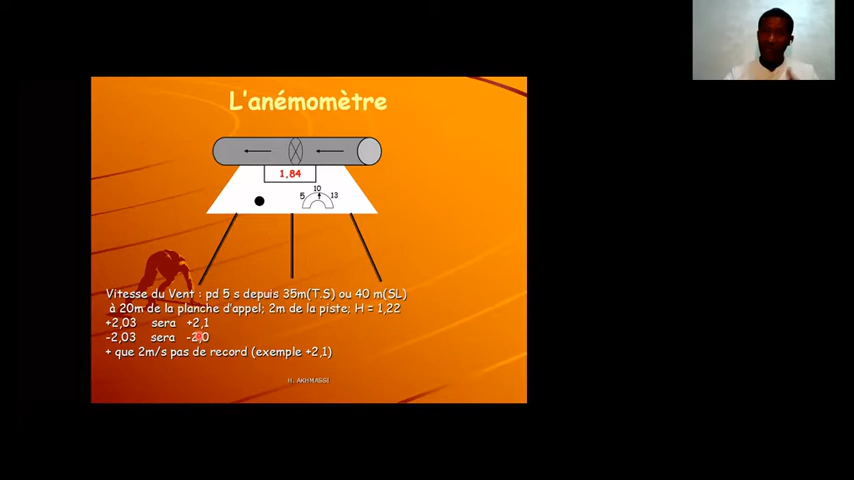 L'anémomètre
1,84
10
5 13
Vitesse du Vent : pd 5 s depuis 35m(T.S) ou 40 m(SL)
à 20m de la planche d'appel; 2m de la piste; H = 1,22
+2,03 sera +2,1
-2,03 sera -2,0
+ que 2m/s pas de record (exemple +2,1)
H. AKHMASSI